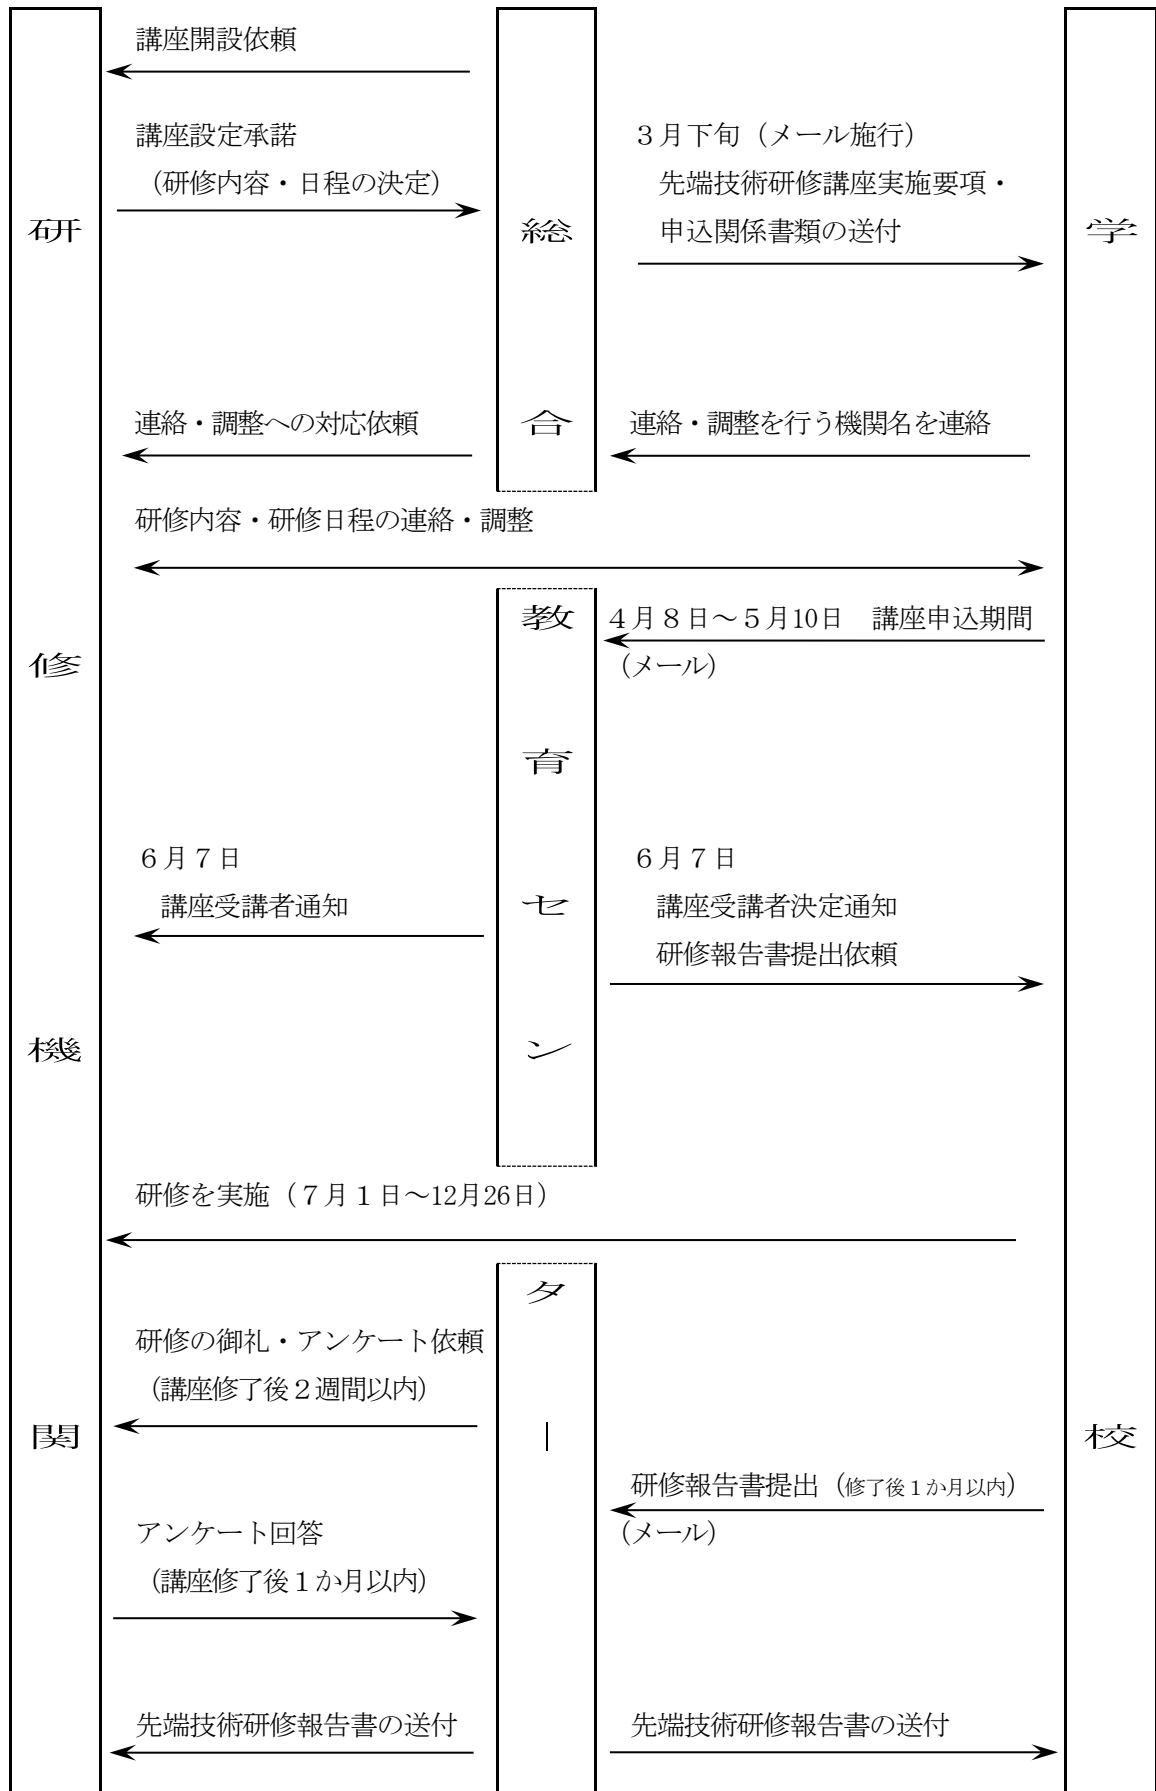 講座開設依頼
講座設定承諾
（研修内容・日程の決定）
３月下旬（メール施行）
先端技術研修講座実施要項・
申込関係書類の送付
連絡・調整への対応依頼
連絡・調整を行う機関名を連絡
研修内容・研修日程の連絡・調整
４月８日～５月10日　講座申込期間
（メール）
６月７日
講座受講者通知
６月７日
講座受講者決定通知
研修報告書提出依頼
研修を実施（７月１日～12月26日）
研修の御礼・アンケート依頼
（講座修了後２週間以内）
研修報告書提出（修了後１か月以内）
（メール）
アンケート回答
（講座修了後１か月以内）
先端技術研修報告書の送付
先端技術研修報告書の送付
研修機関
総合教育センター
学校